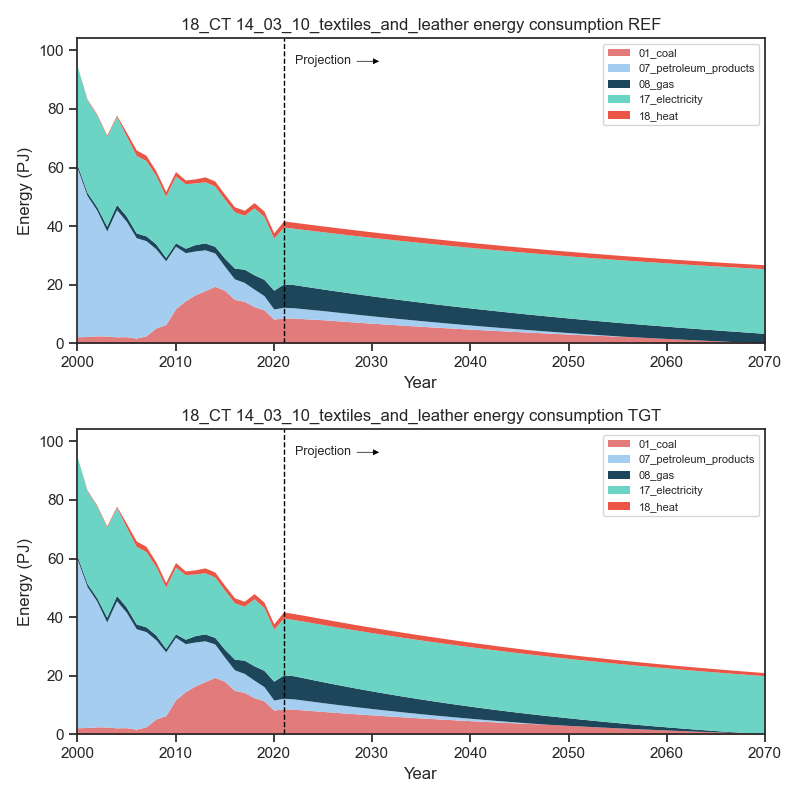 18_CT 14_03_10_textiles_and_leather energy consumption REF
100
80
60
40
20
0
Energy (PJ)
Projection
01_coal
07_petroleum_products
08_gas
17_electricity
18_heat
2000 2010 2020 2030 2040 2050 2060 2070
Year
18_CT 14_03_10_textiles_and_leather energy consumption TGT
100
80
60
40
20
0
Energy (PJ)
Projection
01_coal
07_petroleum_products
08_gas
17_electricity
18_heat
2000 2010 2020 2030 2040 2050 2060 2070
Year